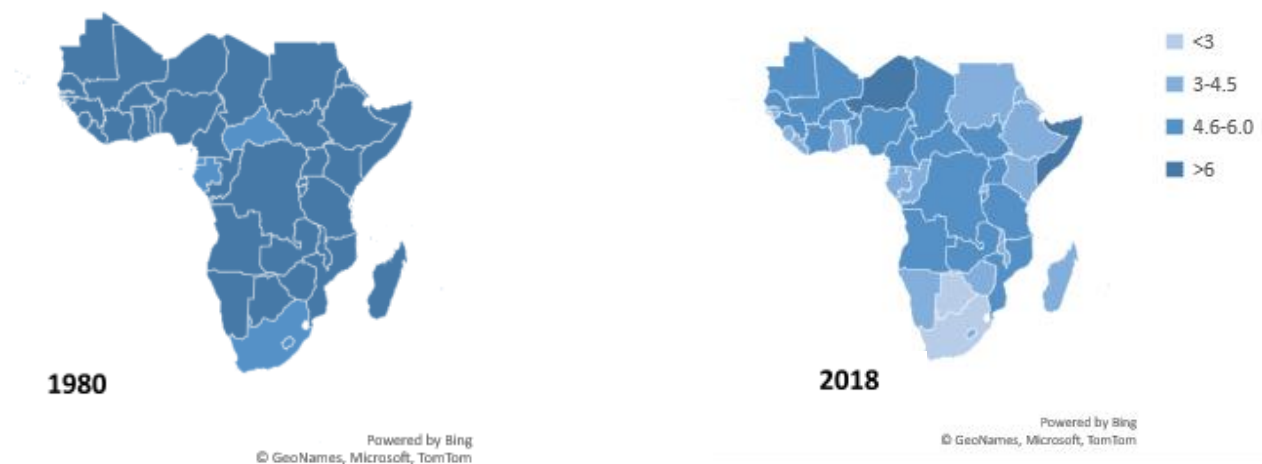 <3
3-4.5
4.6-6.0
>6
1980
2018
Powered by Bing
© GeoNames, Microsoft, TomTom
Powered by Bing
© GeoNames, Microsoft, TomTom